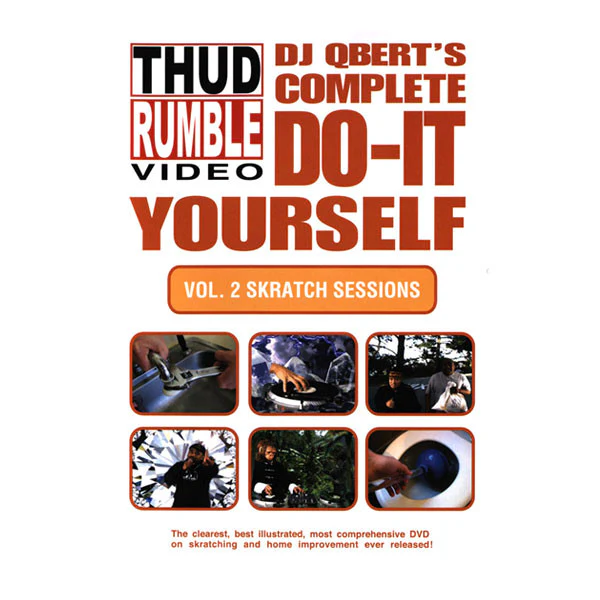 THUD
RUMBLE
VIDEO
DJ QBERT'S
COMPLETE
DO-IT
YOURSELF
VOL. 2 SKRATCH SESSIONS
The clearest, best illustrated, most comprehensive DVD
on skratching and home improvement ever released!